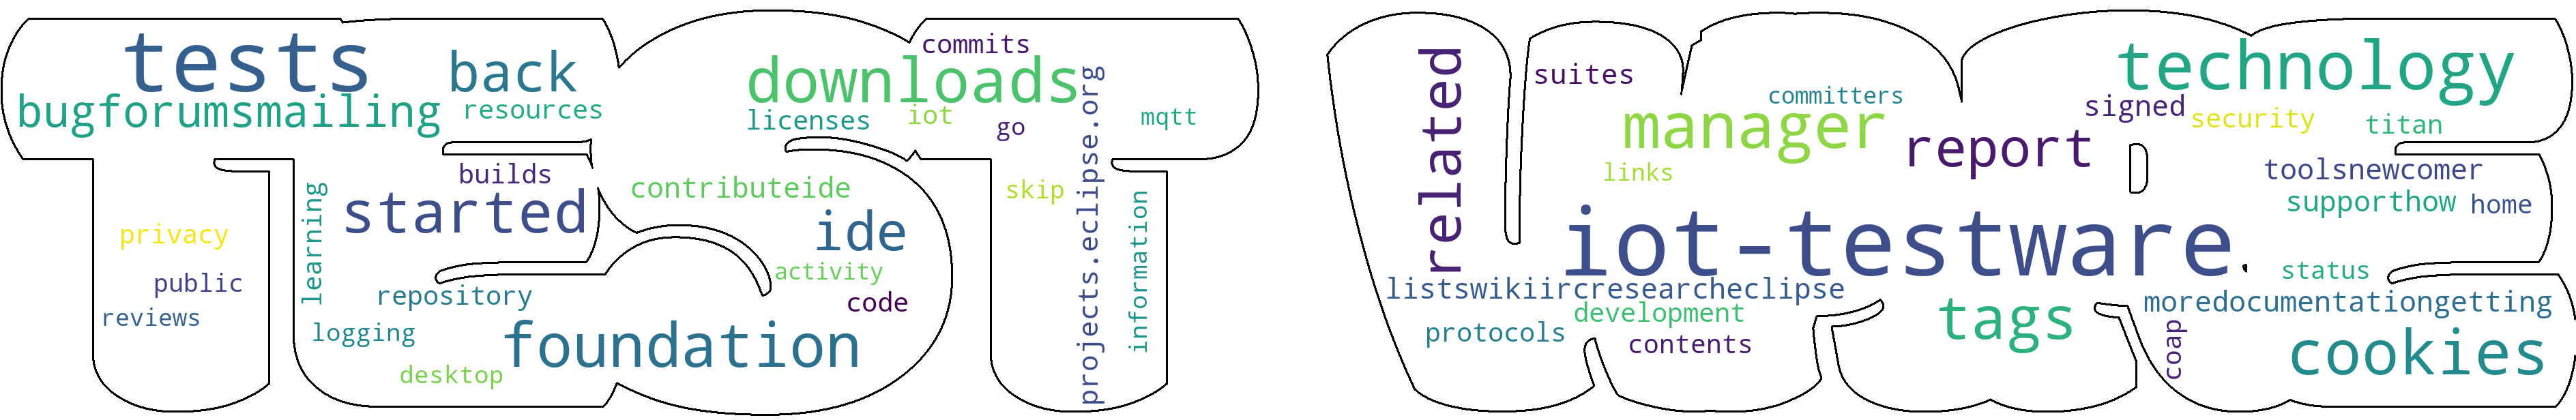 tests
back
bugforumsmailing
resources
commits
downloads
licenses
iot
go
mqtt
projects.eclipse.org
builds
started
learning
contributeide
skip
information
ide
privacy
public
reviews
activity
code
repository
logging
foundation
desktop
related
suites
committers
manager
links
report
technology
signed
security
titan
toolsnewcomer
supporthow
home
iot-testware
status
listswikiircresearcheclipse
development
protocols
contents
tags
moredocumentationgetting
coap
cookies